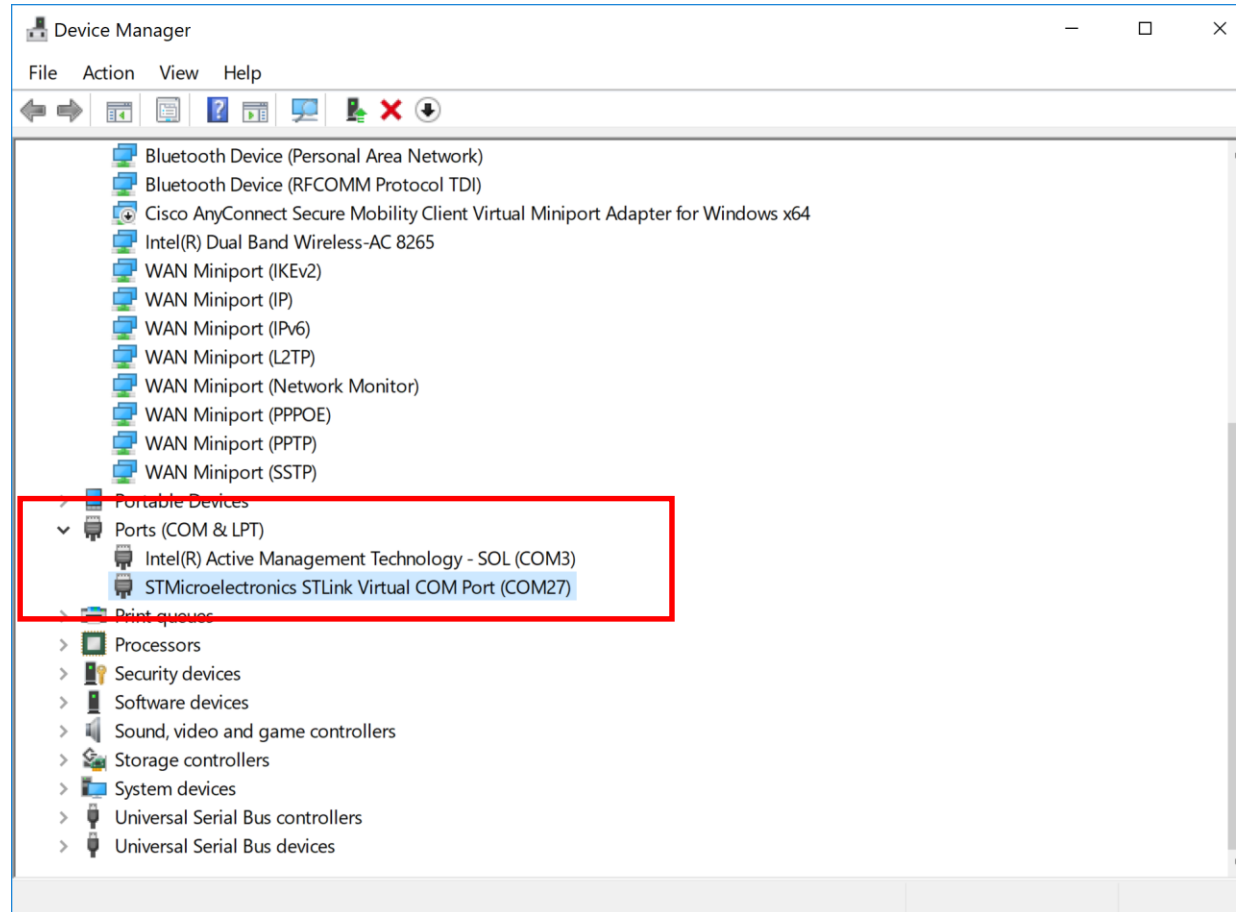 Device Manager
File Action View Help
Bluetooth Device (Personal Area Network)
Bluetooth Device (RFCOMM Protocol TDI)
Cisco AnyConnect Secure Mobility Client Virtual Miniport Adapter for Windows x64
Intel(R) Dual Band Wireless-AC 8265
WAN Miniport (IKEv2)
WAN Miniport (IP)
WAN Miniport (IPv6)
WAN Miniport (L2TP)
WAN Miniport (Network Monitor)
WAN Miniport (PPPOE)
WAN Miniport (PPTP)
WAN Miniport (SSTP)
Portable Devices
Ports (COM & LPT)
Intel(R) Active Management Technology - SOL (COM3)
STMicroelectronics STLink Virtual COM Port (COM27)
Print queues
Processors
Security devices
Software devices
Sound, video and game controllers
Storage controllers
System devices
Universal Serial Bus controllers
Universal Serial Bus devices